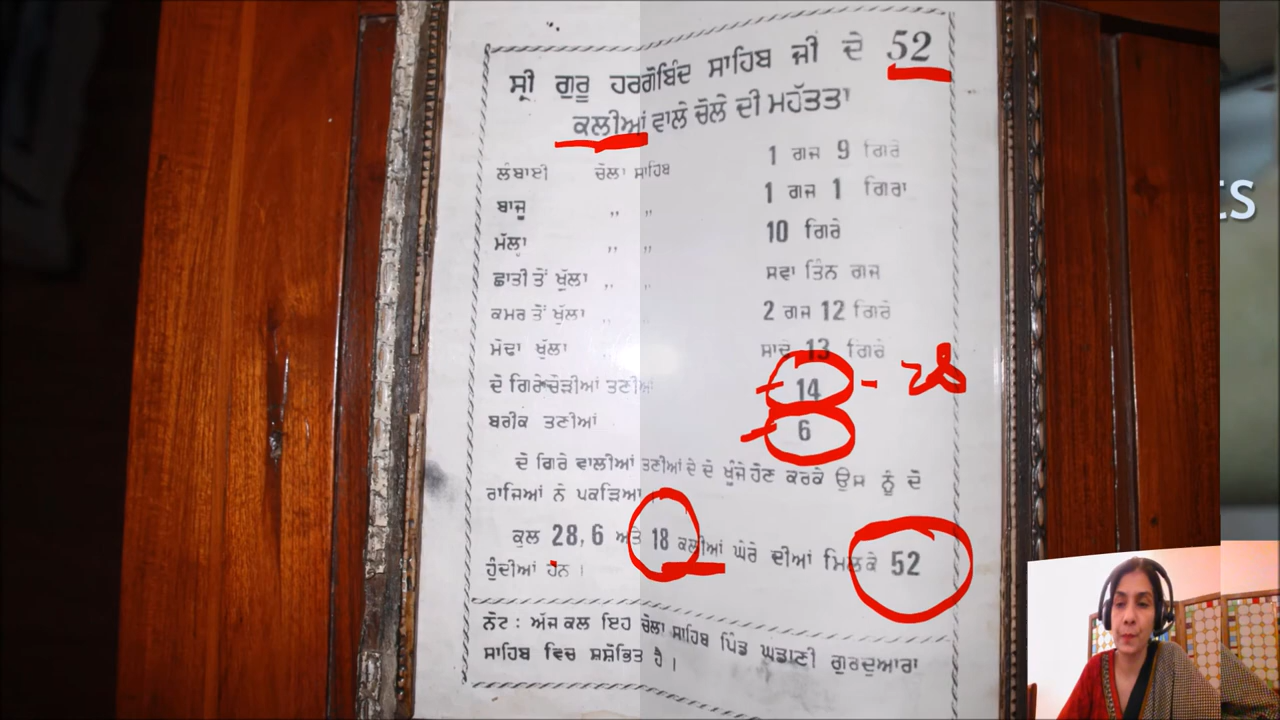 ਸ੍ਰੀ ਗੁਰੂ ਹਰਗੋਬਿੰਦ ਸਾਹਿਬ ਜੀ ਦੇ 52
ਕਲੀਆਂ ਵਾਲੇ ਚੋਲੇ ਦੀ ਮਹੱਤਤਾ
ਲੰਬਾਈ ਚੋਲਾ ਸਾਹਿਬ 1 ਗਜ 9 ਗਿਰੇ
ਬਾਜੂ ,, ,, 1 ਗਜ 1 ਗਿਰਾ
ਮੱਲਾ ,, ,, 10 ਗਿਰੇ
ਛਾਤੀ ਤੋਂ ਖੁੱਲਾ ,, ,, ਸਵਾ ਤਿੰਨ ਗਜ
ਕਮਰ ਤੋਂ ਖੁੱਲਾ ,, ,, 2 ਗਜ 12 ਗਿਰੇ
ਮੋਢਾ ਖੁੱਲਾ ਸਾਢੇ 13 ਗਿਰੇ
ਦੋ ਗਿਰੇ ਚੋੜੀਆਂ ਤਣੀਆਂ 14 - 28
ਬਰੀਕ ਤਣੀਆਂ 6
ਦੋ ਗਿਰੇ ਵਾਲੀਆਂ ਤਣੀਆਂ ਦੇ ਦੋ ਖੂੰਜੇ ਹੋਣ ਕਰਕੇ ਉਸ ਨੂੰ ਦੋ
ਰਾਜਿਆਂ ਨੇ ਪਕੜਿਆ ।
ਕੁਲ 28, 6 ਅਤੇ 18 ਕਲੀਆਂ ਘੇਰੇ ਦੀਆਂ ਮਿਲਕੇ 52
ਹੁੰਦੀਆਂ ਹਨ ।
ਨੋਟ : ਅੱਜ ਕਲ ਇਹ ਚੋਲਾ ਸਾਹਿਬ ਪਿੰਡ ਘੁਡਾਣੀ ਗੁਰਦੁਆਰਾ
ਸਾਹਿਬ ਵਿਚ ਸ਼ਸ਼ੋਭਿਤ ਹੈ ।